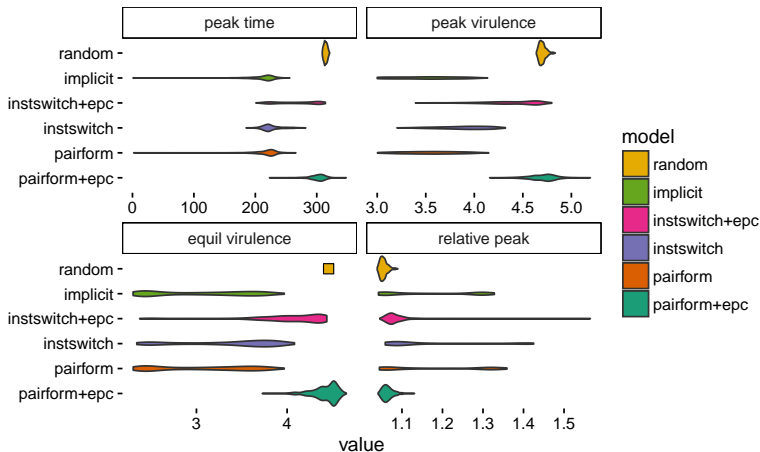 peak time peak virulence
random
implicit
instswitch+epc
instswitch
pairform
pairform+epc
0 100 200 300 3.0 3.5 4.0 4.5 5.0
equil virulence relative peak
random
implicit
instswitch+epc
instswitch
pairform
pairform+epc
3 4 1.1 1.2 1.3 1.4 1.5
value
model
random
implicit
instswitch+epc
instswitch
pairform
pairform+epc